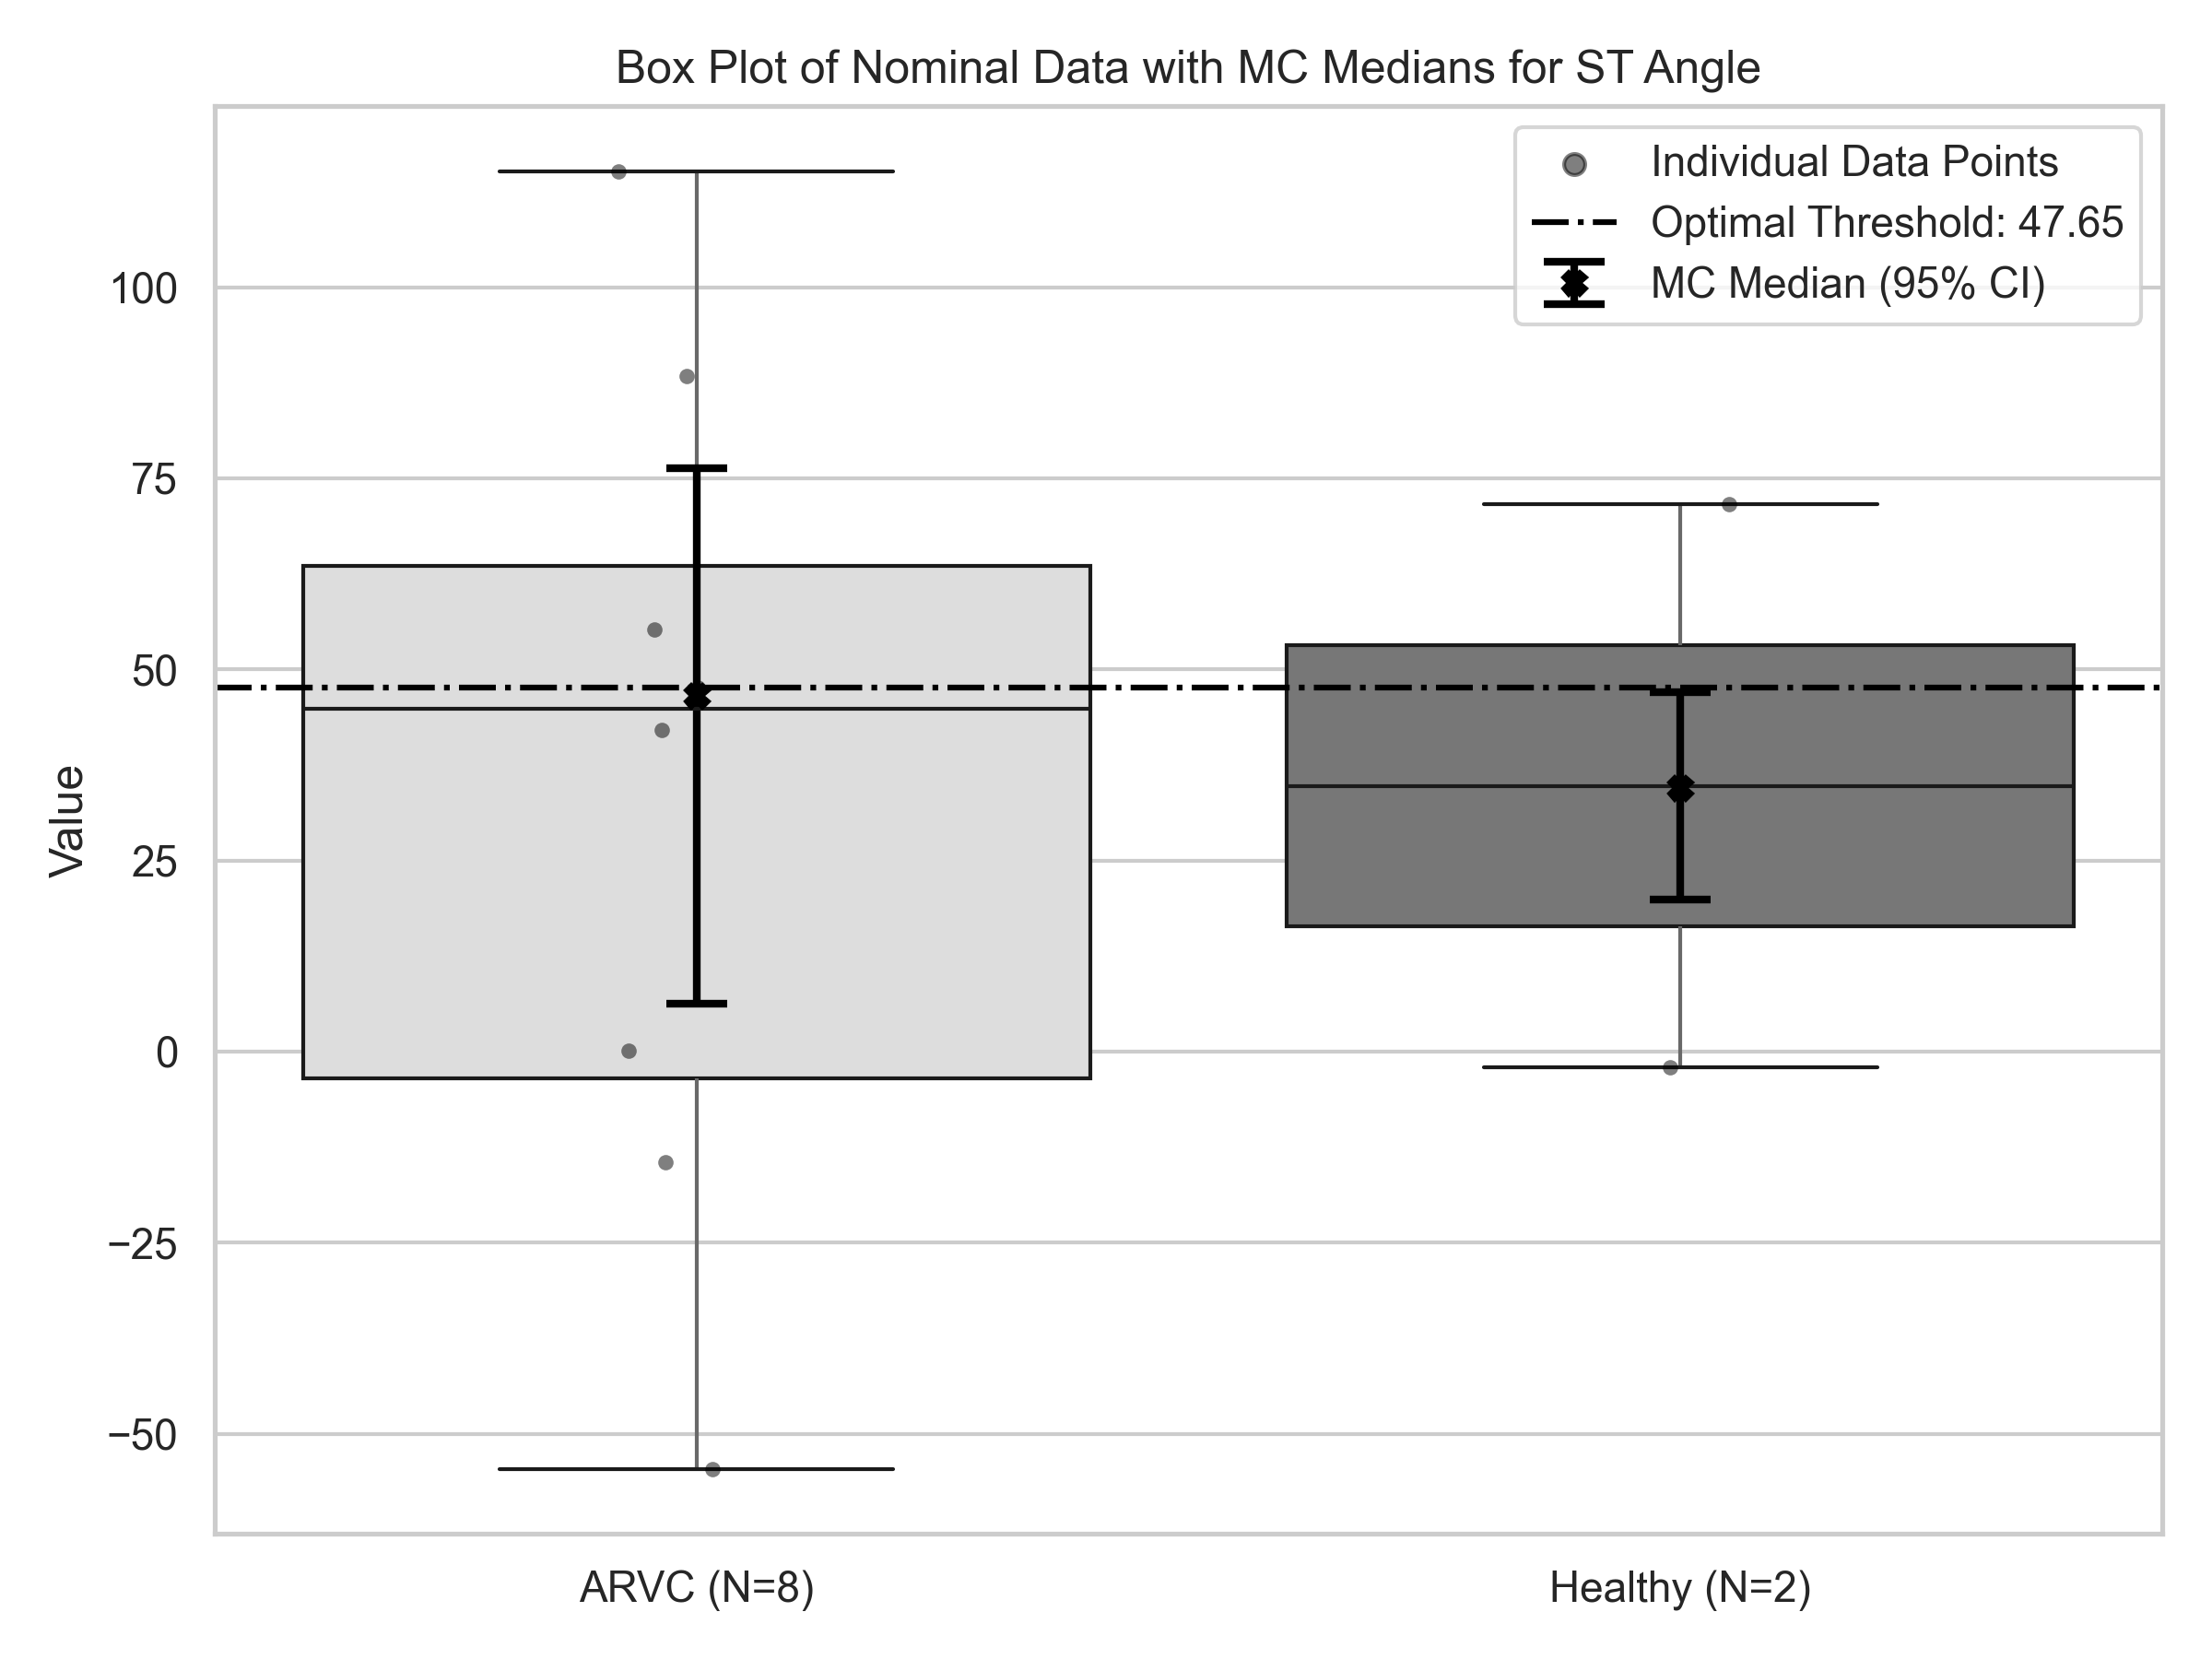 Box Plot of Nominal Data with MC Medians for ST Angle
Individual Data Points
Optimal Threshold: 47.65
MC Median (95% CI)
Value
100
75
50
25
0
−25
−50
ARVC (N=8)
Healthy (N=2)